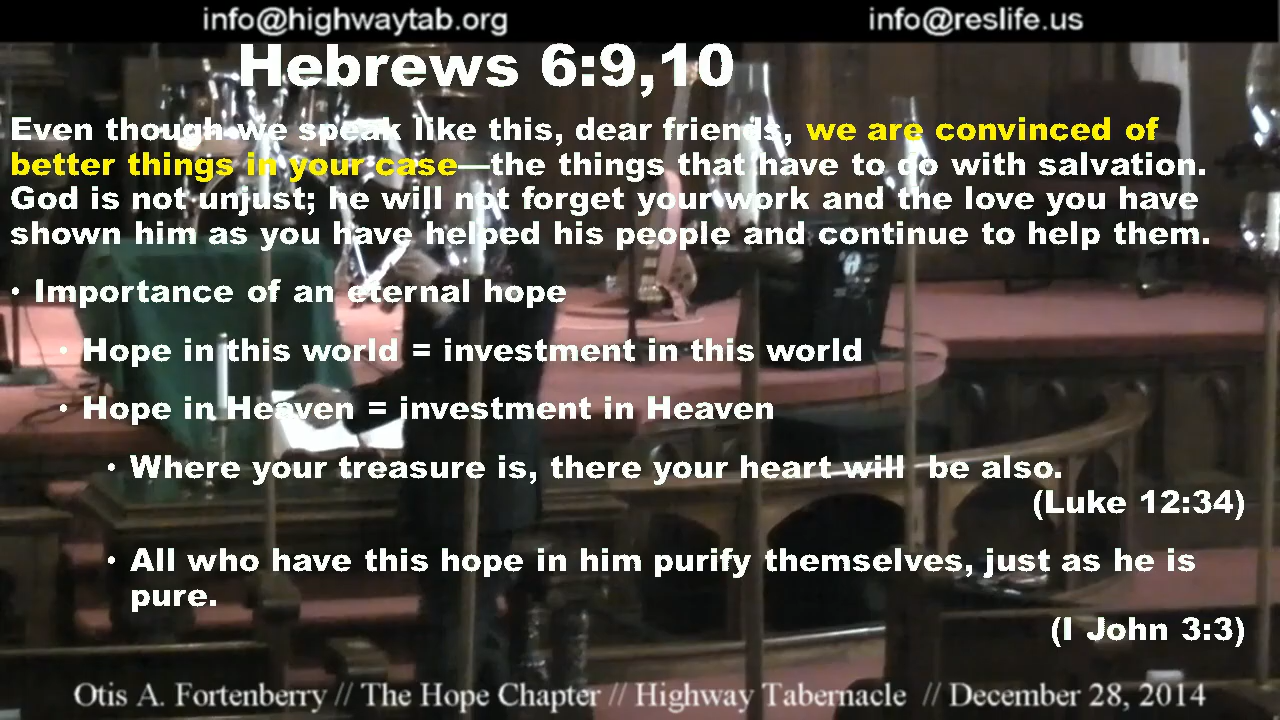 info@highwaytab.org info@reslife.us
Hebrews 6:9,10
Even though we speak like this, dear friends, we are convinced of
better things in your case—the things that have to do with salvation.
God is not unjust; he will not forget your work and the love you have
shown him as you have helped his people and continue to help them.
• Importance of an eternal hope
• Hope in this world = investment in this world
• Hope in Heaven = investment in Heaven
• Where your treasure is, there your heart will  be also.
(Luke 12:34)
• All who have this hope in him purify themselves, just as he is
pure.
(I John 3:3)
Otis A. Fortenberry // The Hope Chapter // Highway Tabernacle  // December 28, 2014